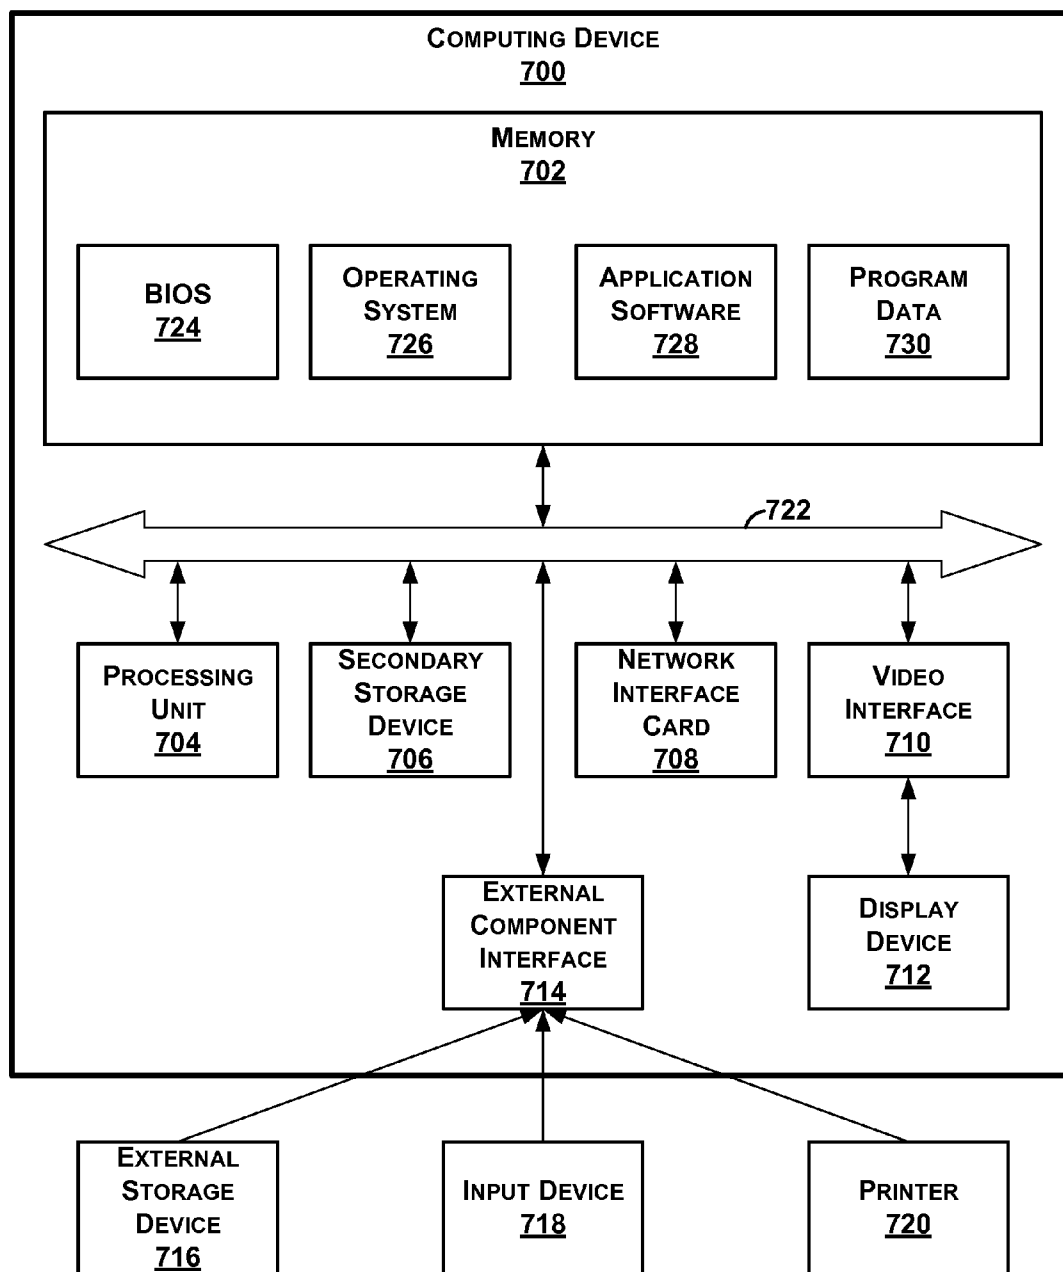 COMPUTING DEVICE
700
MEMORY
702
BIOS
724
OPERATING
SYSTEM
726
APPLICATION
SOFTWARE
728
PROGRAM
DATA
730
722
PROCESSING
UNIT
704
SECONDARY
STORAGE
DEVICE
706
NETWORK
INTERFACE
CARD
708
VIDEO
INTERFACE
710
EXTERNAL
COMPONENT
INTERFACE
714
DISPLAY
DEVICE
712
EXTERNAL
STORAGE
DEVICE
716
INPUT DEVICE
718
PRINTER
720